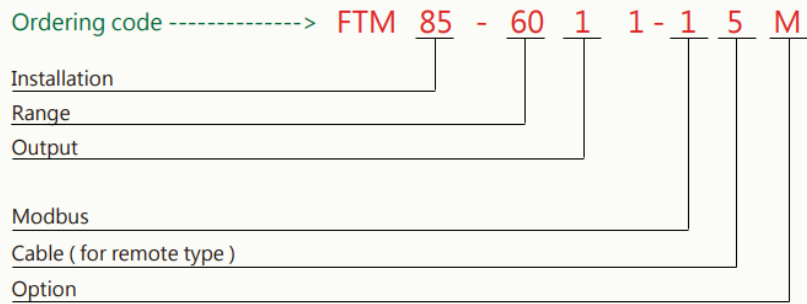 Ordering code --------------> FTM 85 - 60 1 1 - 1 5 M
Installation
Range
Output
Modbus
Cable ( for remote type )
Option